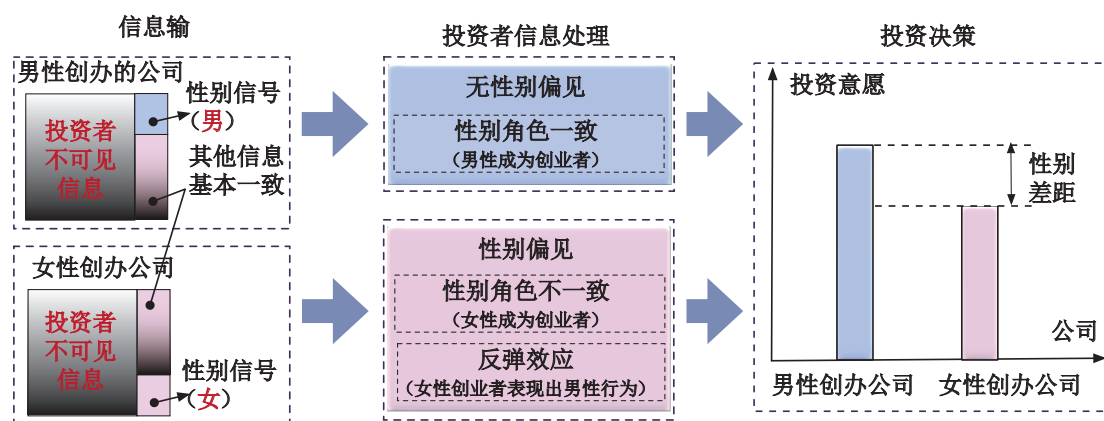 信息输
男性创办的公司
投资者
不可见
信息
性别信号
（男）
其他信息
基本一致
女性创办公司
投资者
不可见
信息
性别信号
（女）
投资者信息处理
无性别偏见
性别角色一致
（男性成为创业者）
性别偏见
性别角色不一致
（女性成为创业者）
反弹效应
（女性创业者表现出男性行为）
投资决策
投资意愿
性别
差距
公司
男性创办公司
女性创办公司